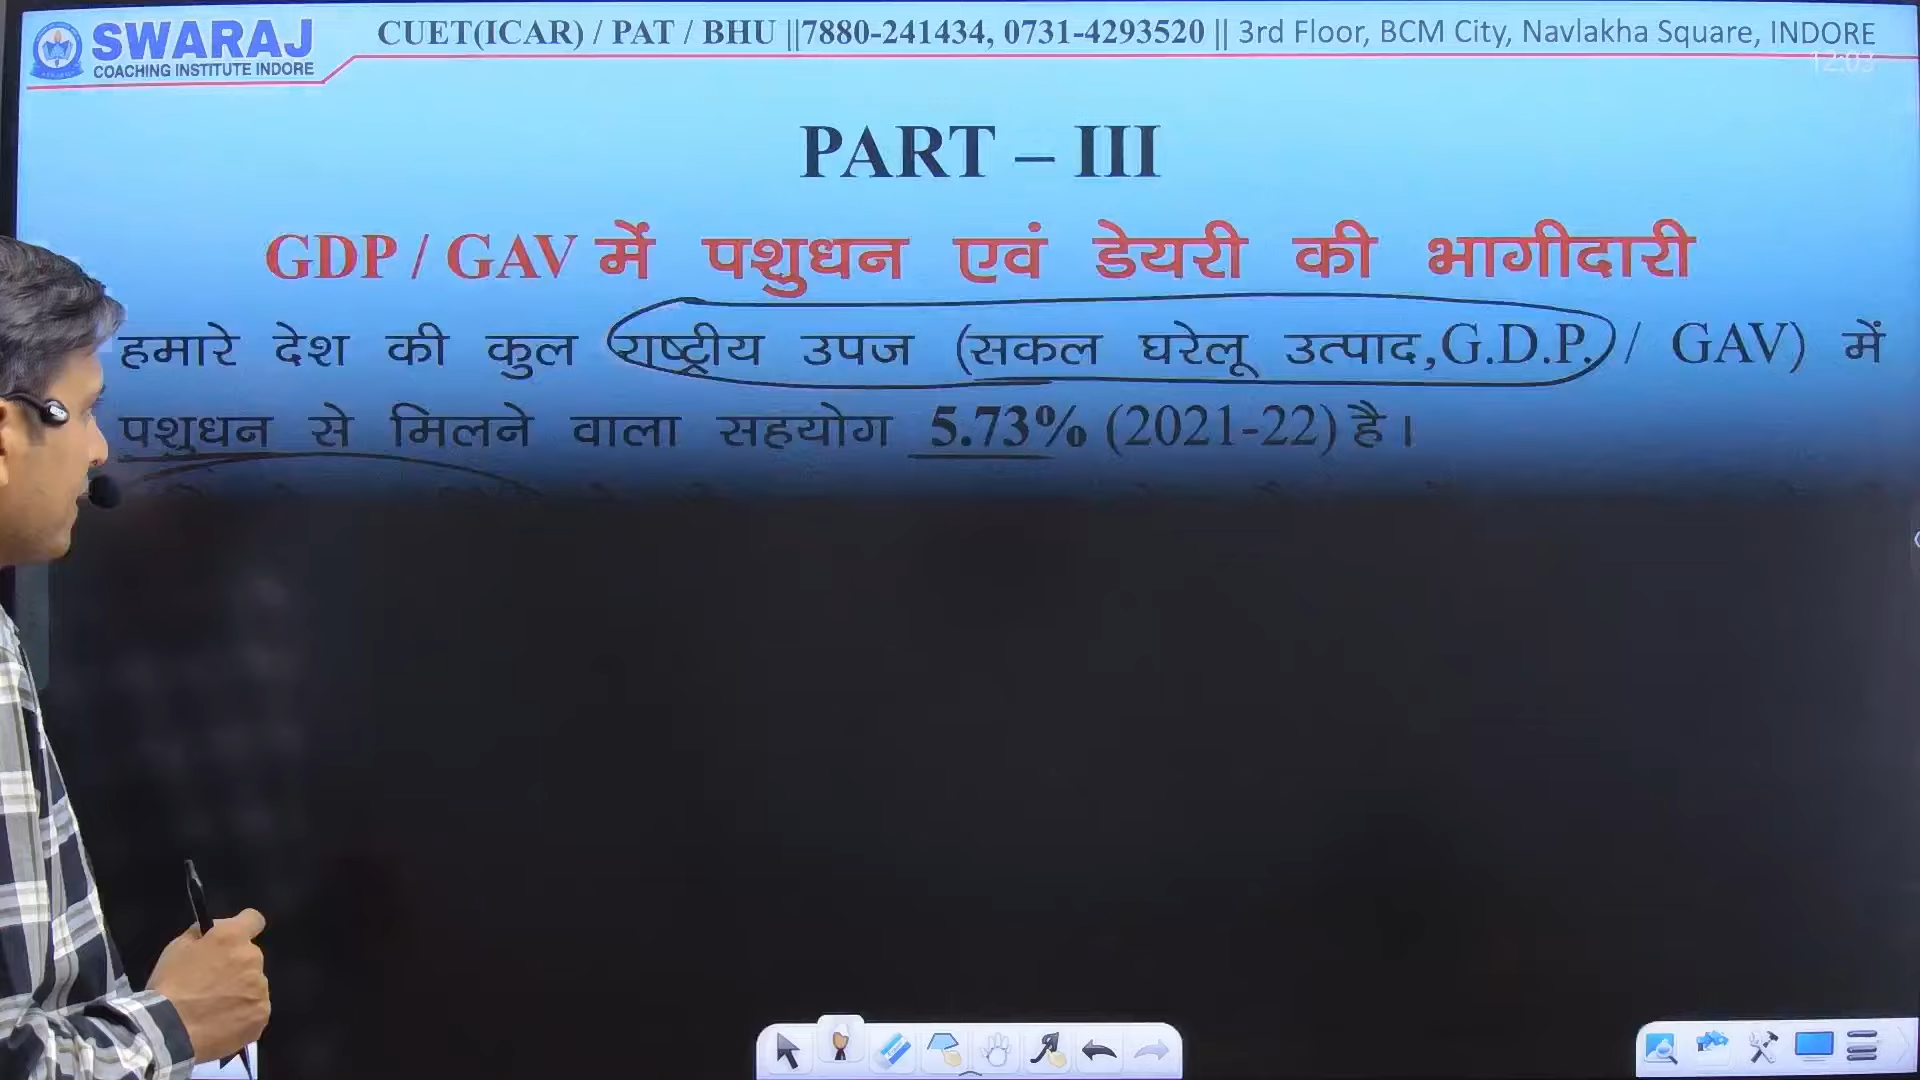 SWARAJ
COACHING INSTITUTE INDORE
CUET(ICAR) / PAT / BHU ||7880-241434, 0731-4293520 || 3rd Floor, BCM City, Navlakha Square, INDORE
12:03
PART – III
GDP / GAV में पशुधन एवं डेयरी की भागीदारी
हमारे देश की कुल राष्ट्रीय उपज (सकल घरेलू उत्पाद,G.D.P. / GAV) में
पशुधन से मिलने वाला सहयोग 5.73% (2021-22) है।